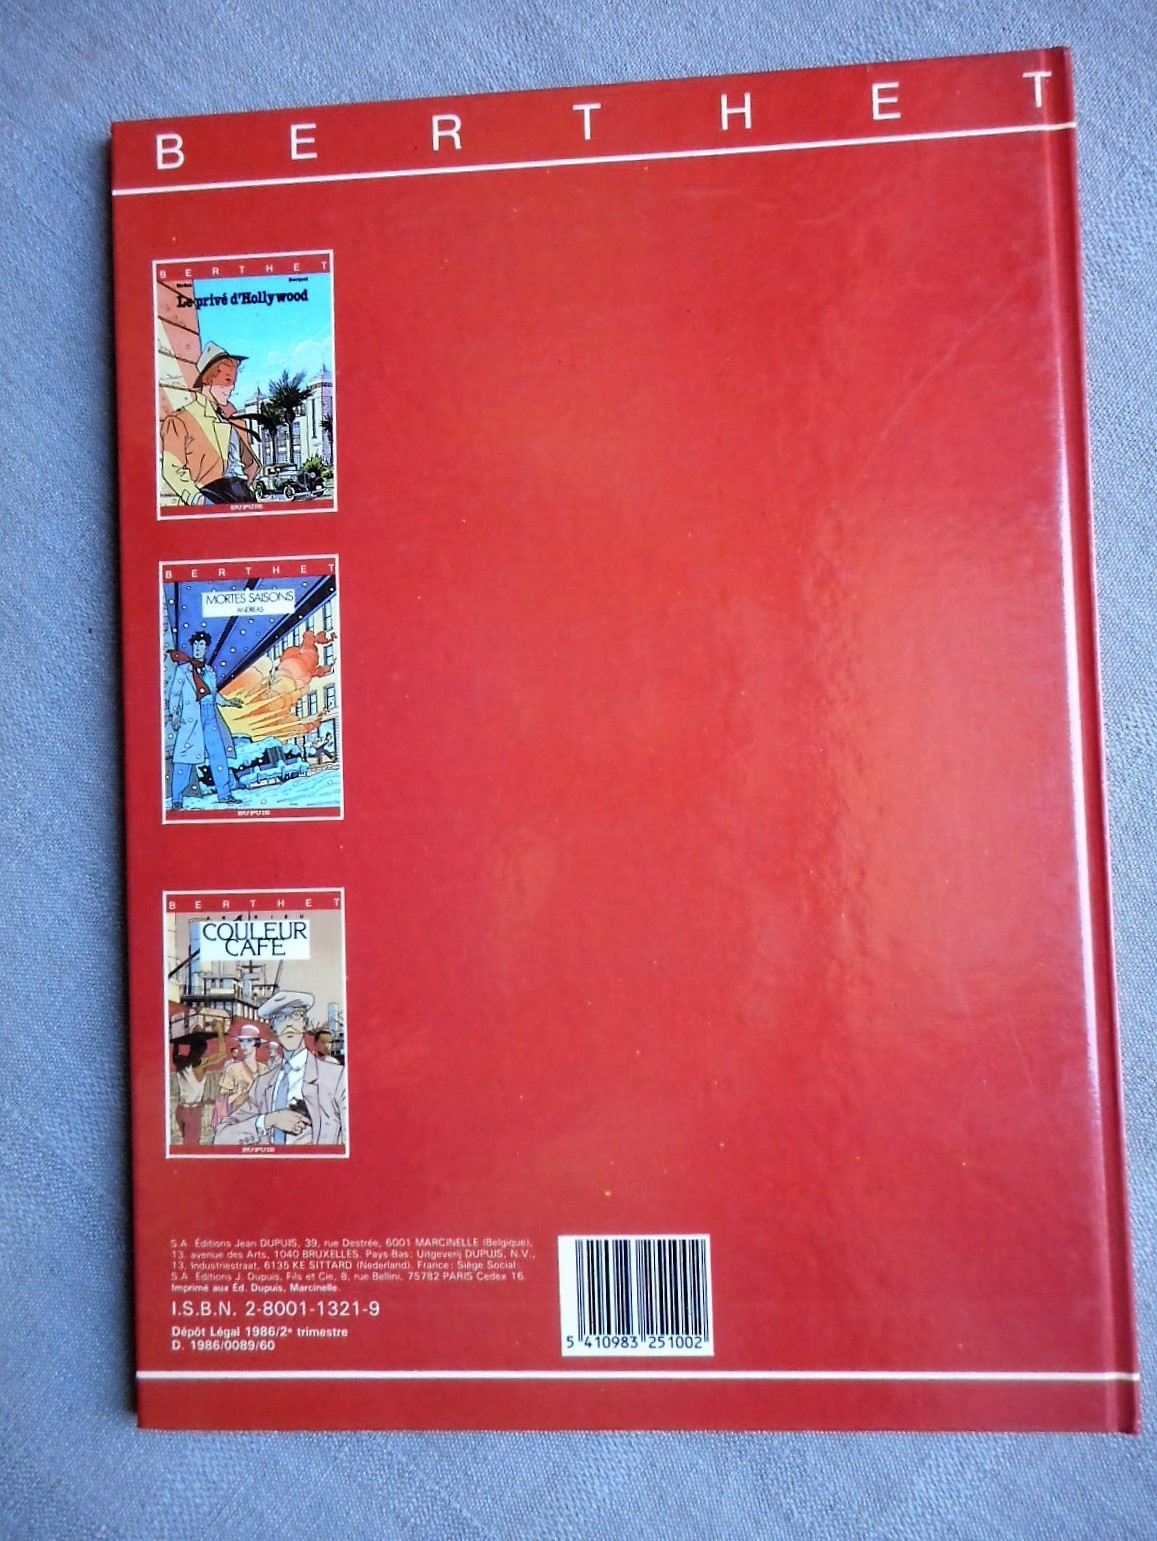 B E R T H E T
B E R T H E T
Le privé d'Hollywood
DUPUIS
B E R T H E T
MORTES SAISONS
ANDREAS
DUPUIS
B E R T H E T
COULEUR
CAFE
DUPUIS
S.A. Éditions Jean DUPUIS, 39, rue Destrée, 6001 MARCINELLE (Belgique),
13, avenue des Arts, 1040 BRUXELLES. Pays-Bas: Uitgeverij DUPUIS, N.V.,
13, Industriestraat, 6135 KE SITTARD (Nederland). France: Siège Social:
S.A. Éditions J. Dupuis, Fils et Cie, 8, rue Bellini, 75782 PARIS Cedex 16.
Imprimé aux Éd. Dupuis, Marcinelle.
I.S.B.N. 2-8001-1321-9
Dépôt Légal 1986/2e trimestre
D. 1986/0089/60
5 410983 251002